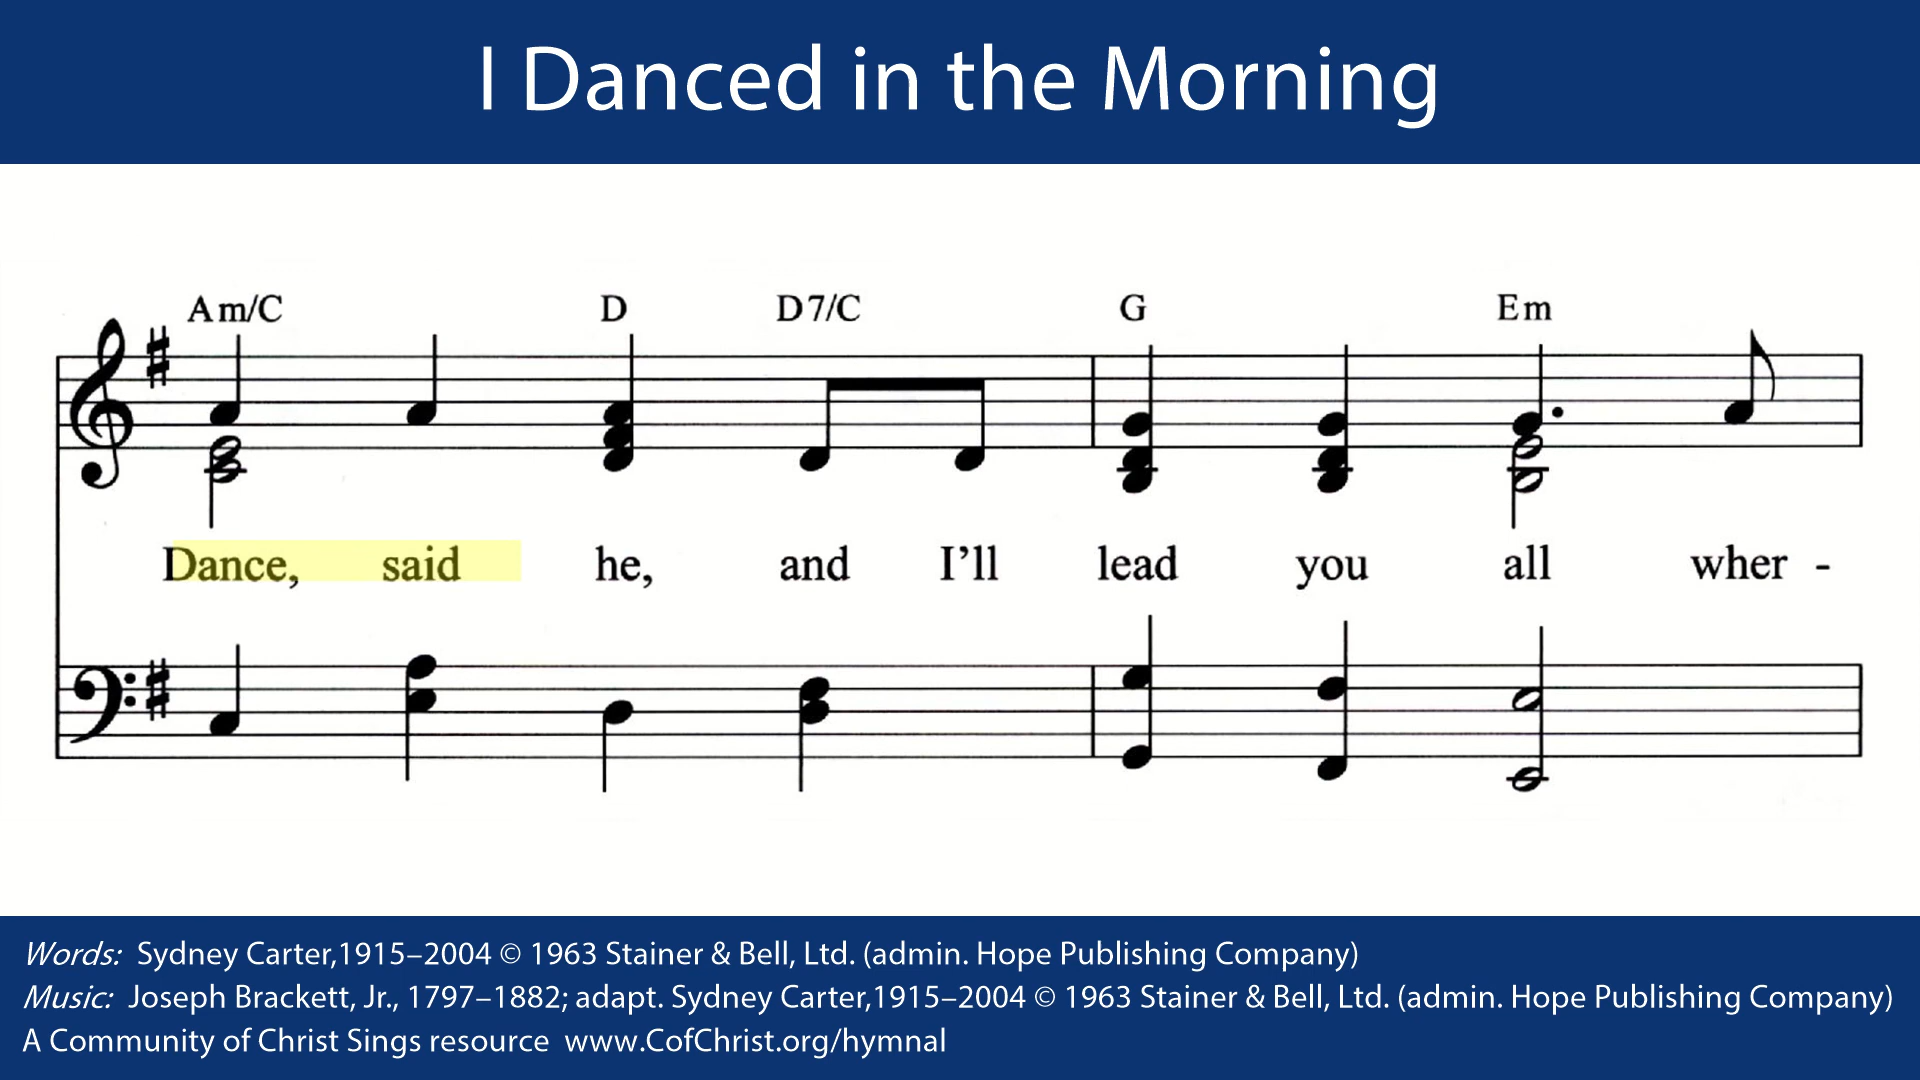 I Danced in the Morning
Am/C D D7/C G Em
Dance, said he, and I'll lead you all wher -
Words: Sydney Carter,1915–2004 © 1963 Stainer & Bell, Ltd. (admin. Hope Publishing Company)
Music: Joseph Brackett, Jr., 1797–1882; adapt. Sydney Carter,1915–2004 © 1963 Stainer & Bell, Ltd. (admin. Hope Publishing Company)
A Community of Christ Sings resource www.CofChrist.org/hymnal